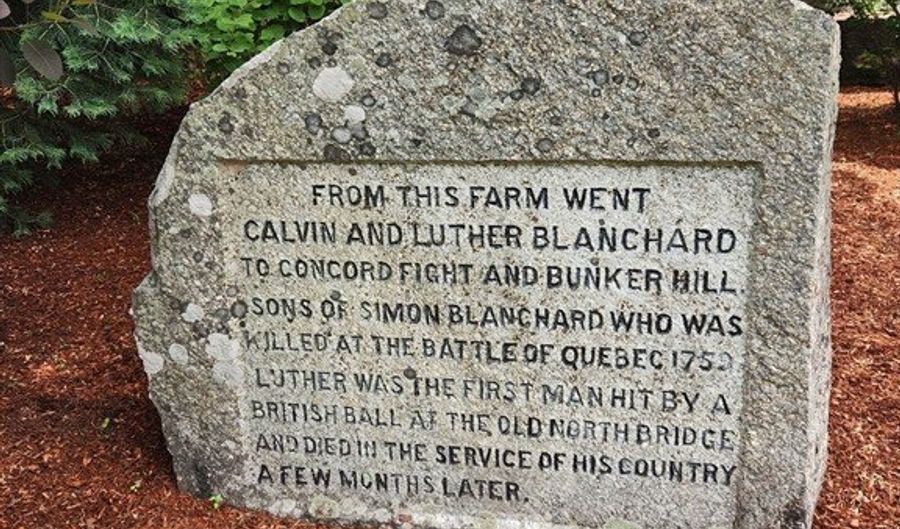 FROM THIS FARM WENT
CALVIN AND LUTHER BLANCHARD
TO CONCORD FIGHT AND BUNKER HILL.
SONS OF SIMON BLANCHARD WHO WAS
KILLED AT THE BATTLE OF QUEBEC 1759
LUTHER WAS THE FIRST MAN HIT BY A
BRITISH BALL AT THE OLD NORTH BRIDGE
AND DIED IN THE SERVICE OF HIS COUNTRY
A FEW MONTHS LATER.